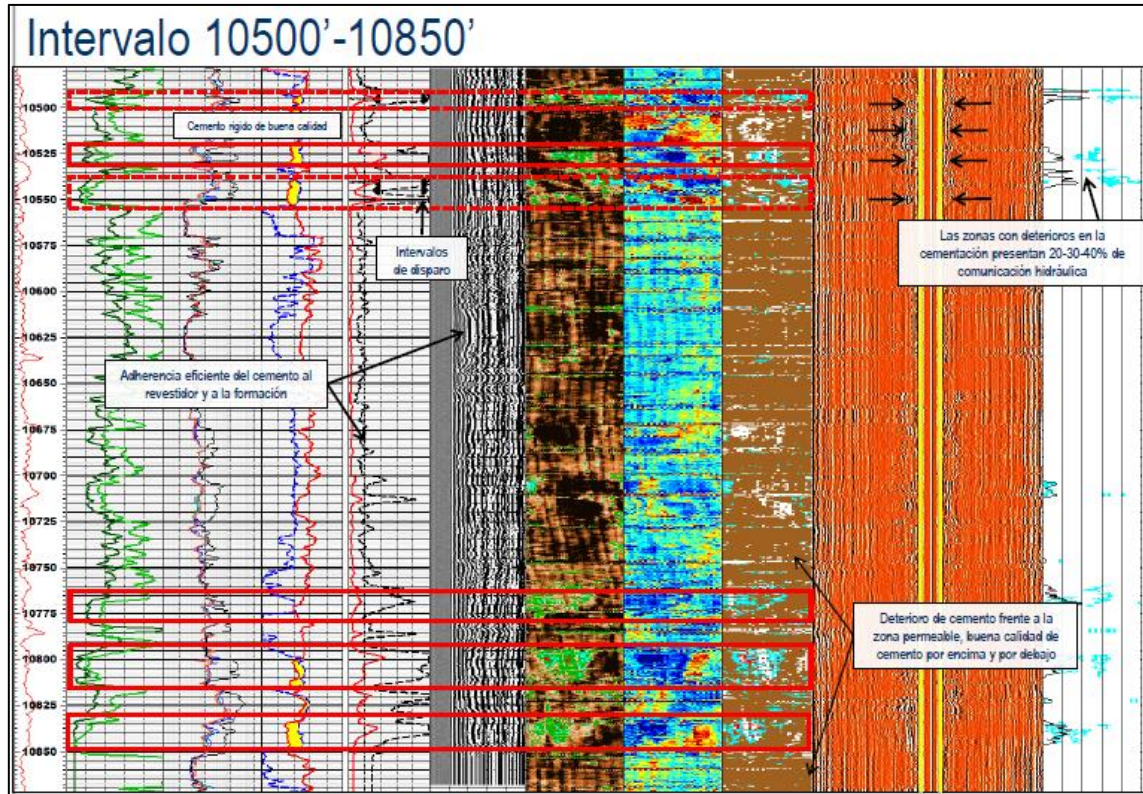 Intervalo 10500’-10850’
10500
Cemento rigido de buena calidad
10525
10550
Intervalos
de disparo
Las zonas con deterioros en la
cementación presentan 20-30-40% de
comunicación hidráulica
10575
10600
10625
10650
Adherencia eficiente del cemento al
revestidor y a la formación
10675
10700
10725
10750
10775
Deterioro de cemento frente a la
zona permeable, buena calidad de
cemento por encima y por debajo
10800
10825
10850